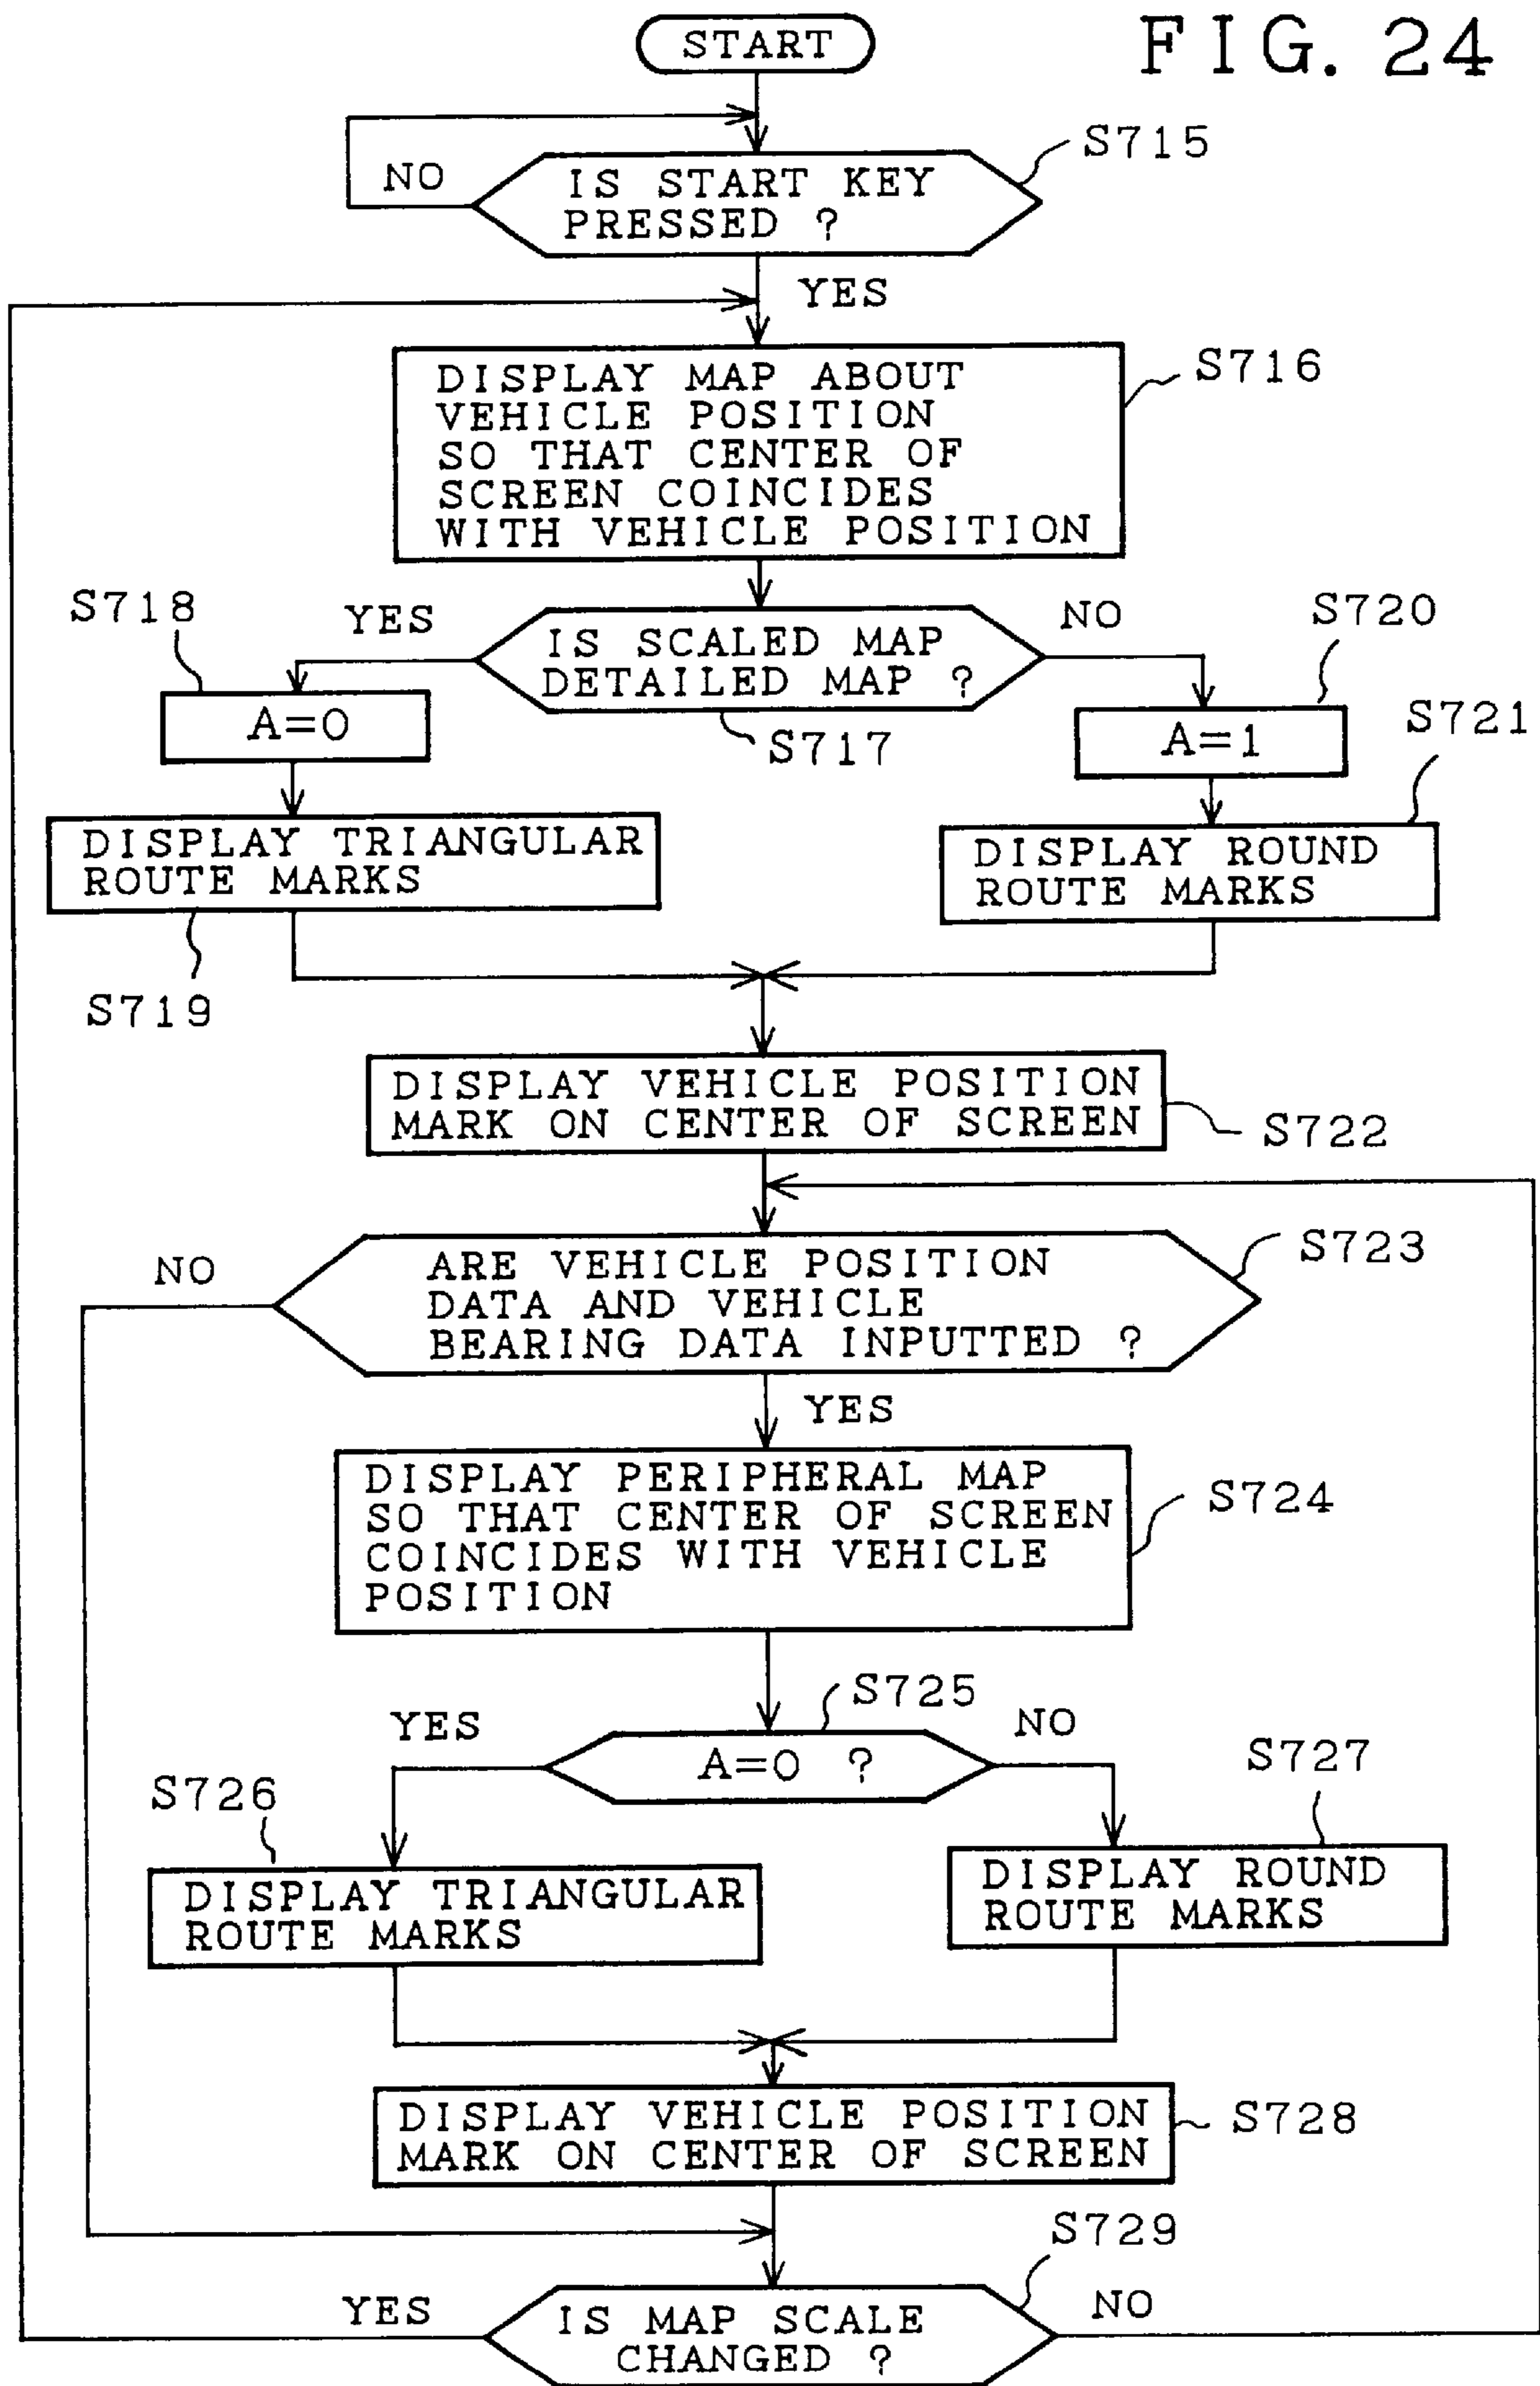 FIG. 24
START
S715
NO
IS START KEY
PRESSED ?
YES
S716
DISPLAY MAP ABOUT
VEHICLE POSITION
SO THAT CENTER OF
SCREEN COINCIDES
WITH VEHICLE POSITION
S718
YES
IS SCALED MAP
DETAILED MAP ?
NO
S720
A=0
S717
A=1
S721
DISPLAY TRIANGULAR
ROUTE MARKS
DISPLAY ROUND
ROUTE MARKS
S719
DISPLAY VEHICLE POSITION
MARK ON CENTER OF SCREEN
S722
NO
ARE VEHICLE POSITION
DATA AND VEHICLE
BEARING DATA INPUTTED ?
S723
YES
DISPLAY PERIPHERAL MAP
SO THAT CENTER OF SCREEN
COINCIDES WITH VEHICLE
POSITION
S724
S725
YES
A=0 ?
NO
S726
S727
DISPLAY TRIANGULAR
ROUTE MARKS
DISPLAY ROUND
ROUTE MARKS
DISPLAY VEHICLE POSITION
MARK ON CENTER OF SCREEN
S728
S729
YES
IS MAP SCALE
CHANGED ?
NO